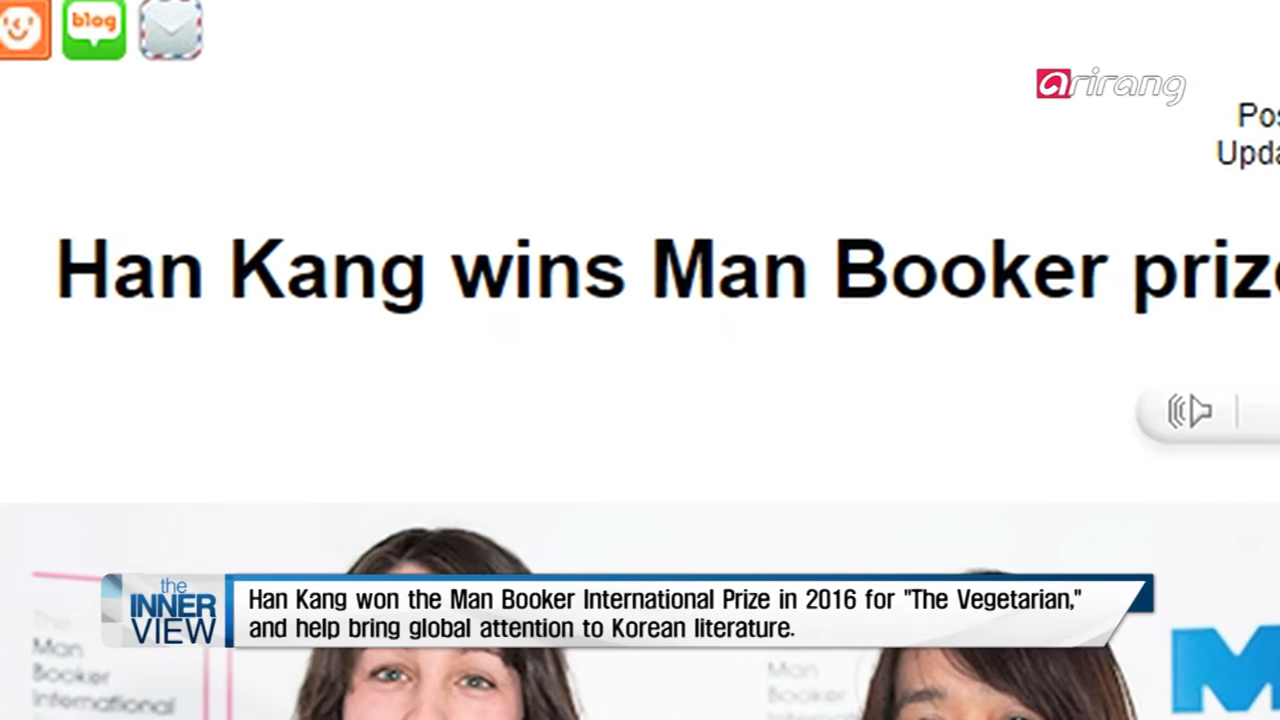 blog
arirang
Pos
Upda
Han Kang wins Man Booker prize
the
INNER
VIEW
Han Kang won the Man Booker International Prize in 2016 for "The Vegetarian,"
and help bring global attention to Korean literature.
The
Man
Booker
International
Man
Booker
M